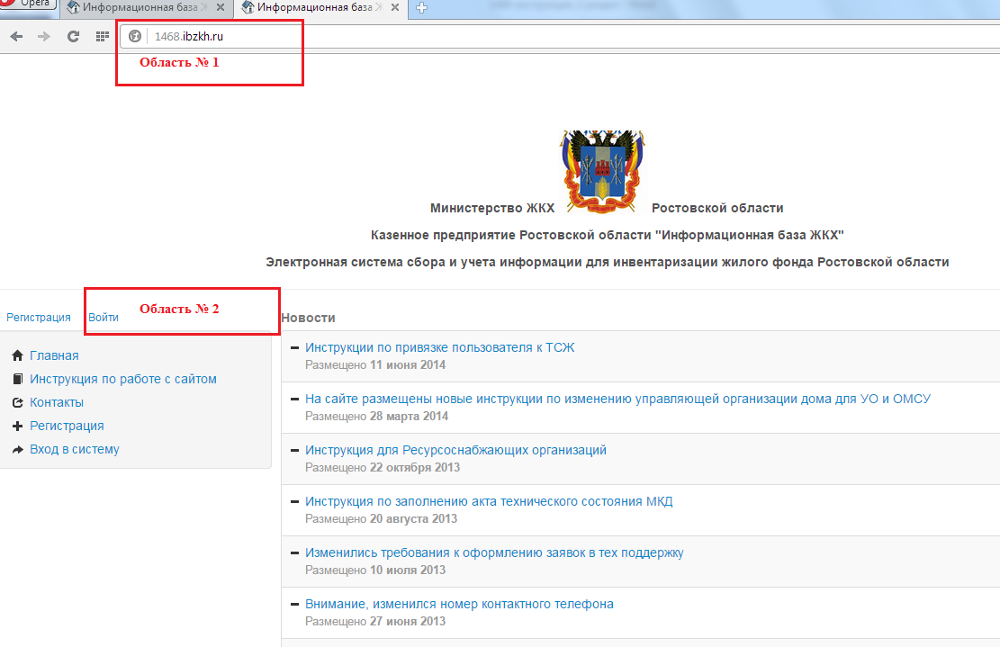 Opera
Информационная база
Информационная база Ж
1468.ibzkh.ru
Область № 1
Министерство ЖКХ Ростовской области
Казенное предприятие Ростовской области "Информационная база ЖКХ"
Электронная система сбора и учета информации для инвентаризации жилого фонда Ростовской области
Регистрация Войти Область № 2
Главная
Инструкция по работе с сайтом
Контакты
Регистрация
Вход в систему
Новости
Инструкции по привязке пользователя к ТСЖ
Размещено 11 июня 2014
На сайте размещены новые инструкции по изменению управляющей организации дома для УО и ОМСУ
Размещено 28 марта 2014
Инструкция для Ресурсоснабжающих организаций
Размещено 22 октября 2013
Инструкция по заполнению акта технического состояния МКД
Размещено 20 августа 2013
Изменились требования к оформлению заявок в тех поддержку
Размещено 10 июля 2013
Внимание, изменился номер контактного телефона
Размещено 27 июня 2013